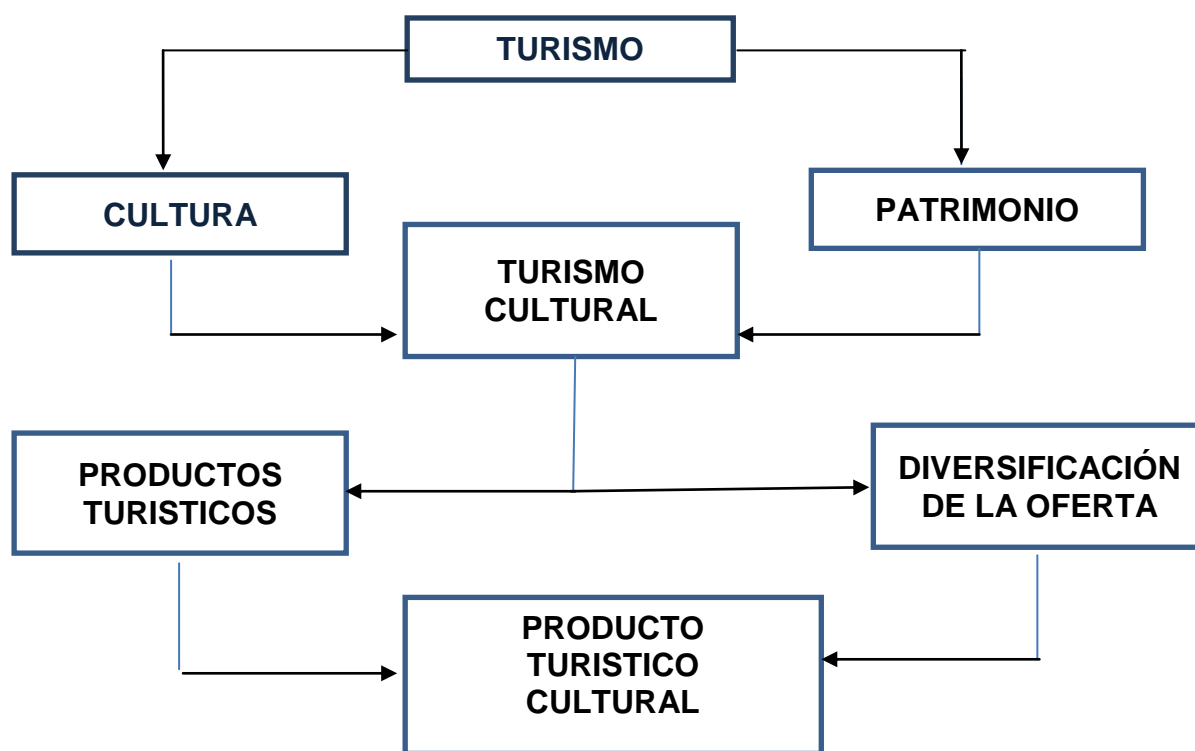 TURISMO
CULTURA
PATRIMONIO
TURISMO
CULTURAL
PRODUCTOS
TURISTICOS
DIVERSIFICACIÓN
DE LA OFERTA
PRODUCTO
TURISTICO
CULTURAL